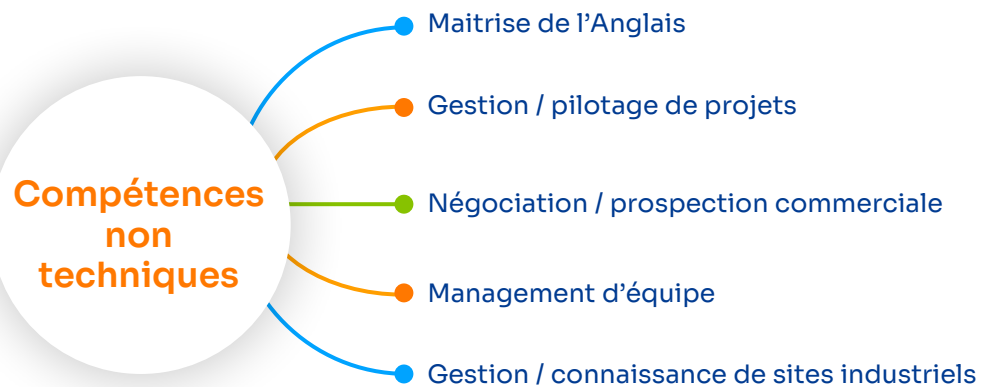 Maitrise de l’Anglais
Gestion / pilotage de projets
Compétences
non
techniques
Négociation / prospection commerciale
Management d’équipe
Gestion / connaissance de sites industriels